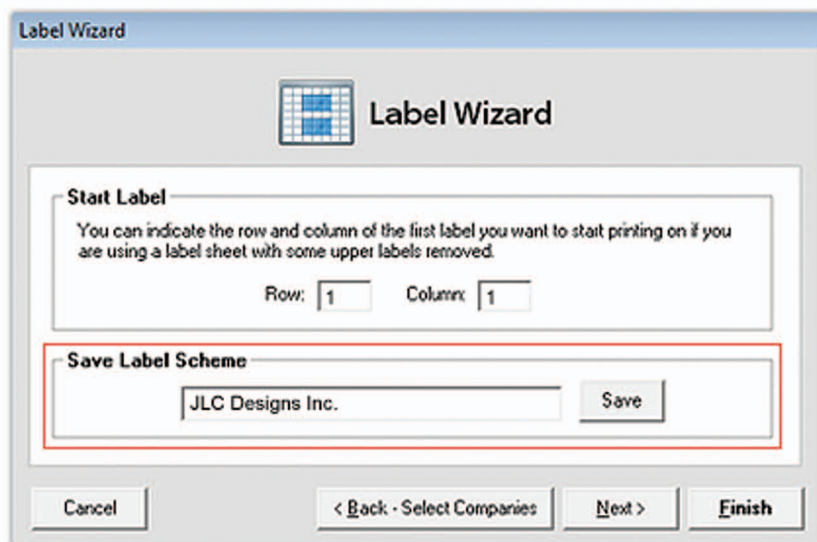 Label Wizard
Label Wizard
Start Label
You can indicate the row and column of the first label you want to start printing on if you
are using a label sheet with some upper labels removed.
Row: 1 Column: 1
Save Label Scheme
JLC Designs Inc. Save
Cancel < Back - Select Companies Next > Finish